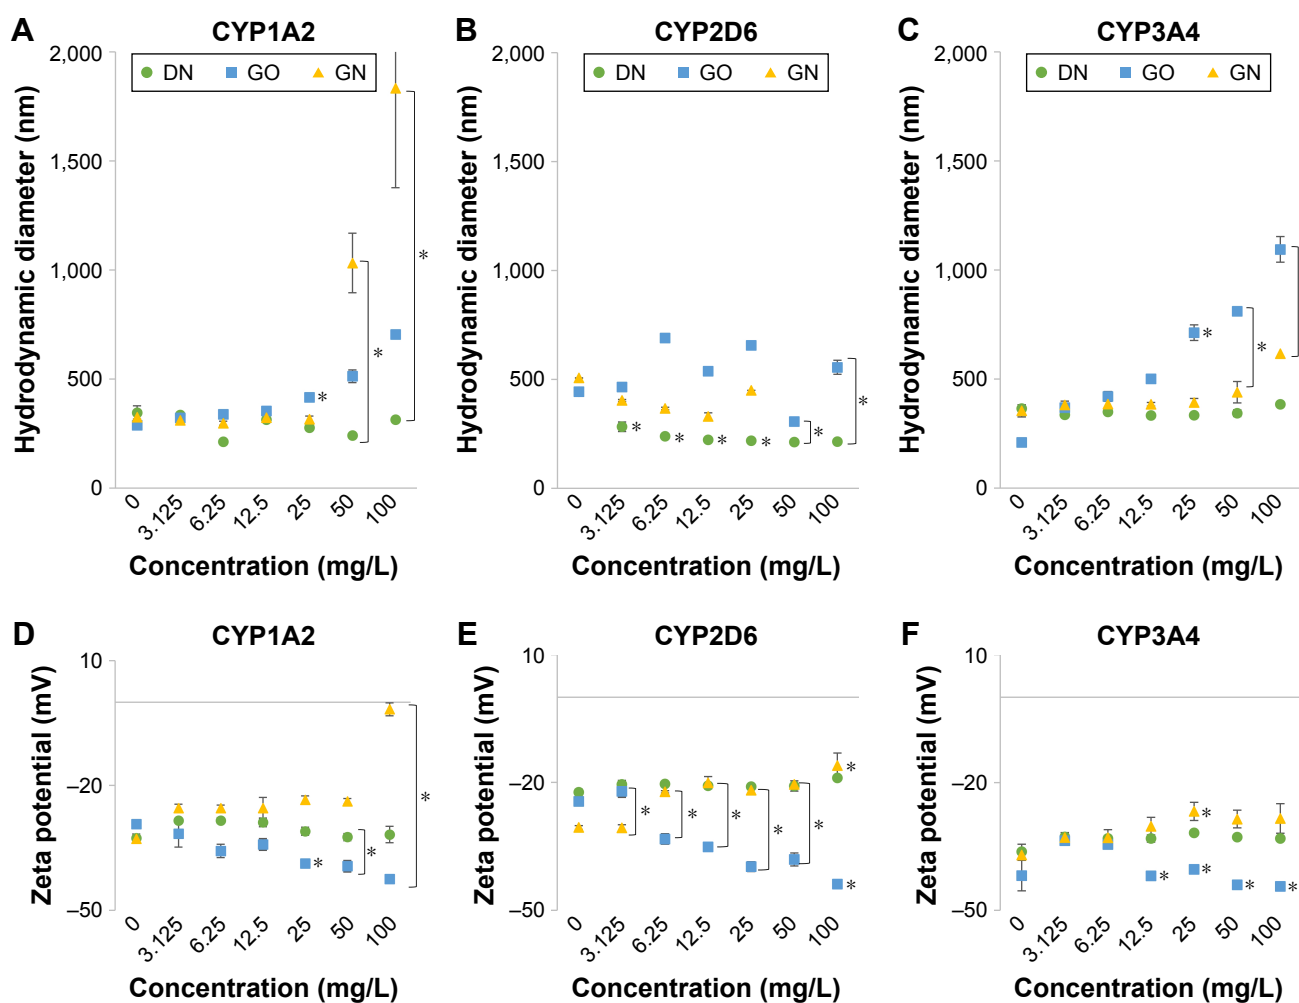 A CYP1A2
2,000
1,500
1,000
500
0
Hydrodynamic diameter (nm)
DN GO GN
*
*
*
0 3.125 6.25 12.5 25 50 100
Concentration (mg/L)
B CYP2D6
2,000
1,500
1,000
500
0
Hydrodynamic diameter (nm)
DN GO GN
* * * * * *
0 3.125 6.25 12.5 25 50 100
Concentration (mg/L)
C CYP3A4
2,000
1,500
1,000
500
0
Hydrodynamic diameter (nm)
DN GO GN
* *
0 3.125 6.25 12.5 25 50 100
Concentration (mg/L)
D CYP1A2
10
–20
–50
Zeta potential (mV)
* * *
0 3.125 6.25 12.5 25 50 100
Concentration (mg/L)
E CYP2D6
10
–20
–50
Zeta potential (mV)
* * * * * * *
0 3.125 6.25 12.5 25 50 100
Concentration (mg/L)
F CYP3A4
10
–20
–50
Zeta potential (mV)
* * * * *
0 3.125 6.25 12.5 25 50 100
Concentration (mg/L)